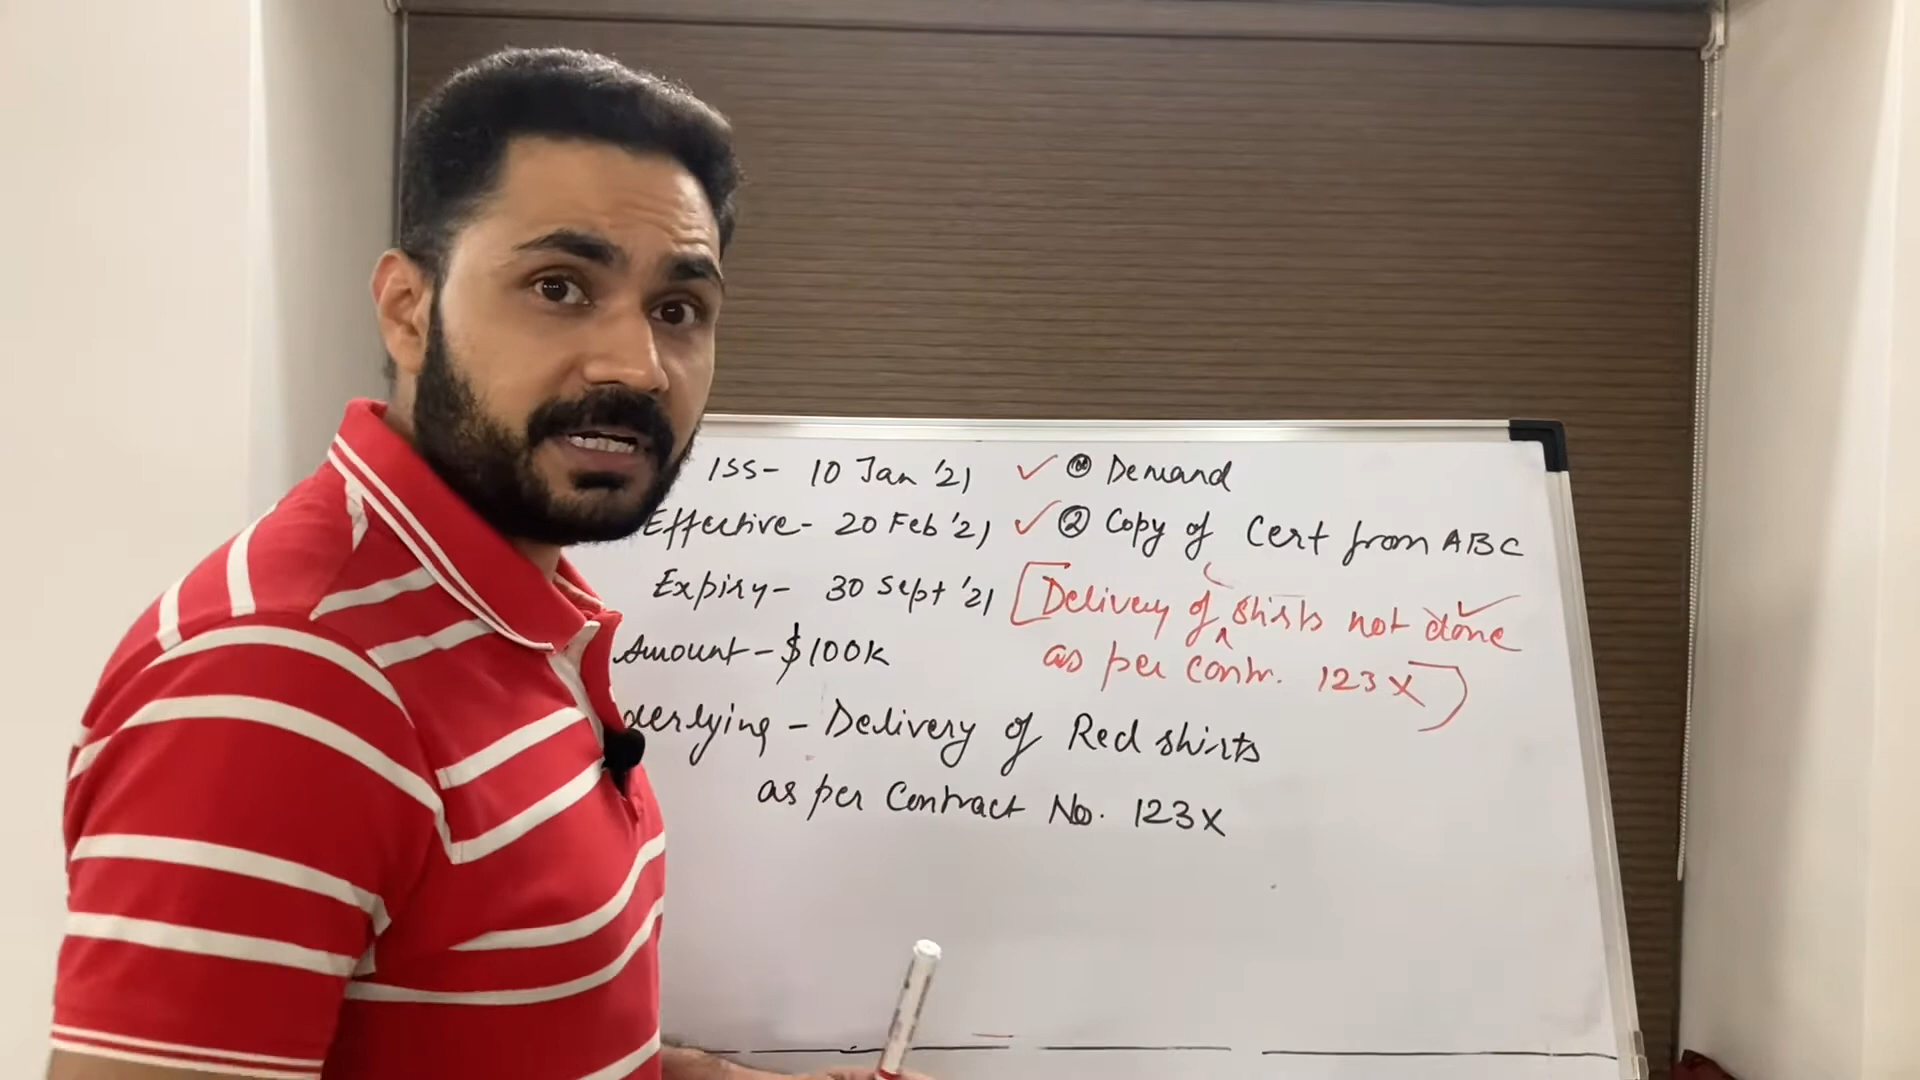 ISS- 10 Jan '21
Effective- 20 Feb '21
Expiry- 30 Sept '21
Amount-$100K
derlying - Delivery of Red shirts
as per Contract No. 123X
✓ Demand
✓ ② Copy of Cert from ABC
[Delivery of ^ shirts not done ✓
as per contr. 123X)